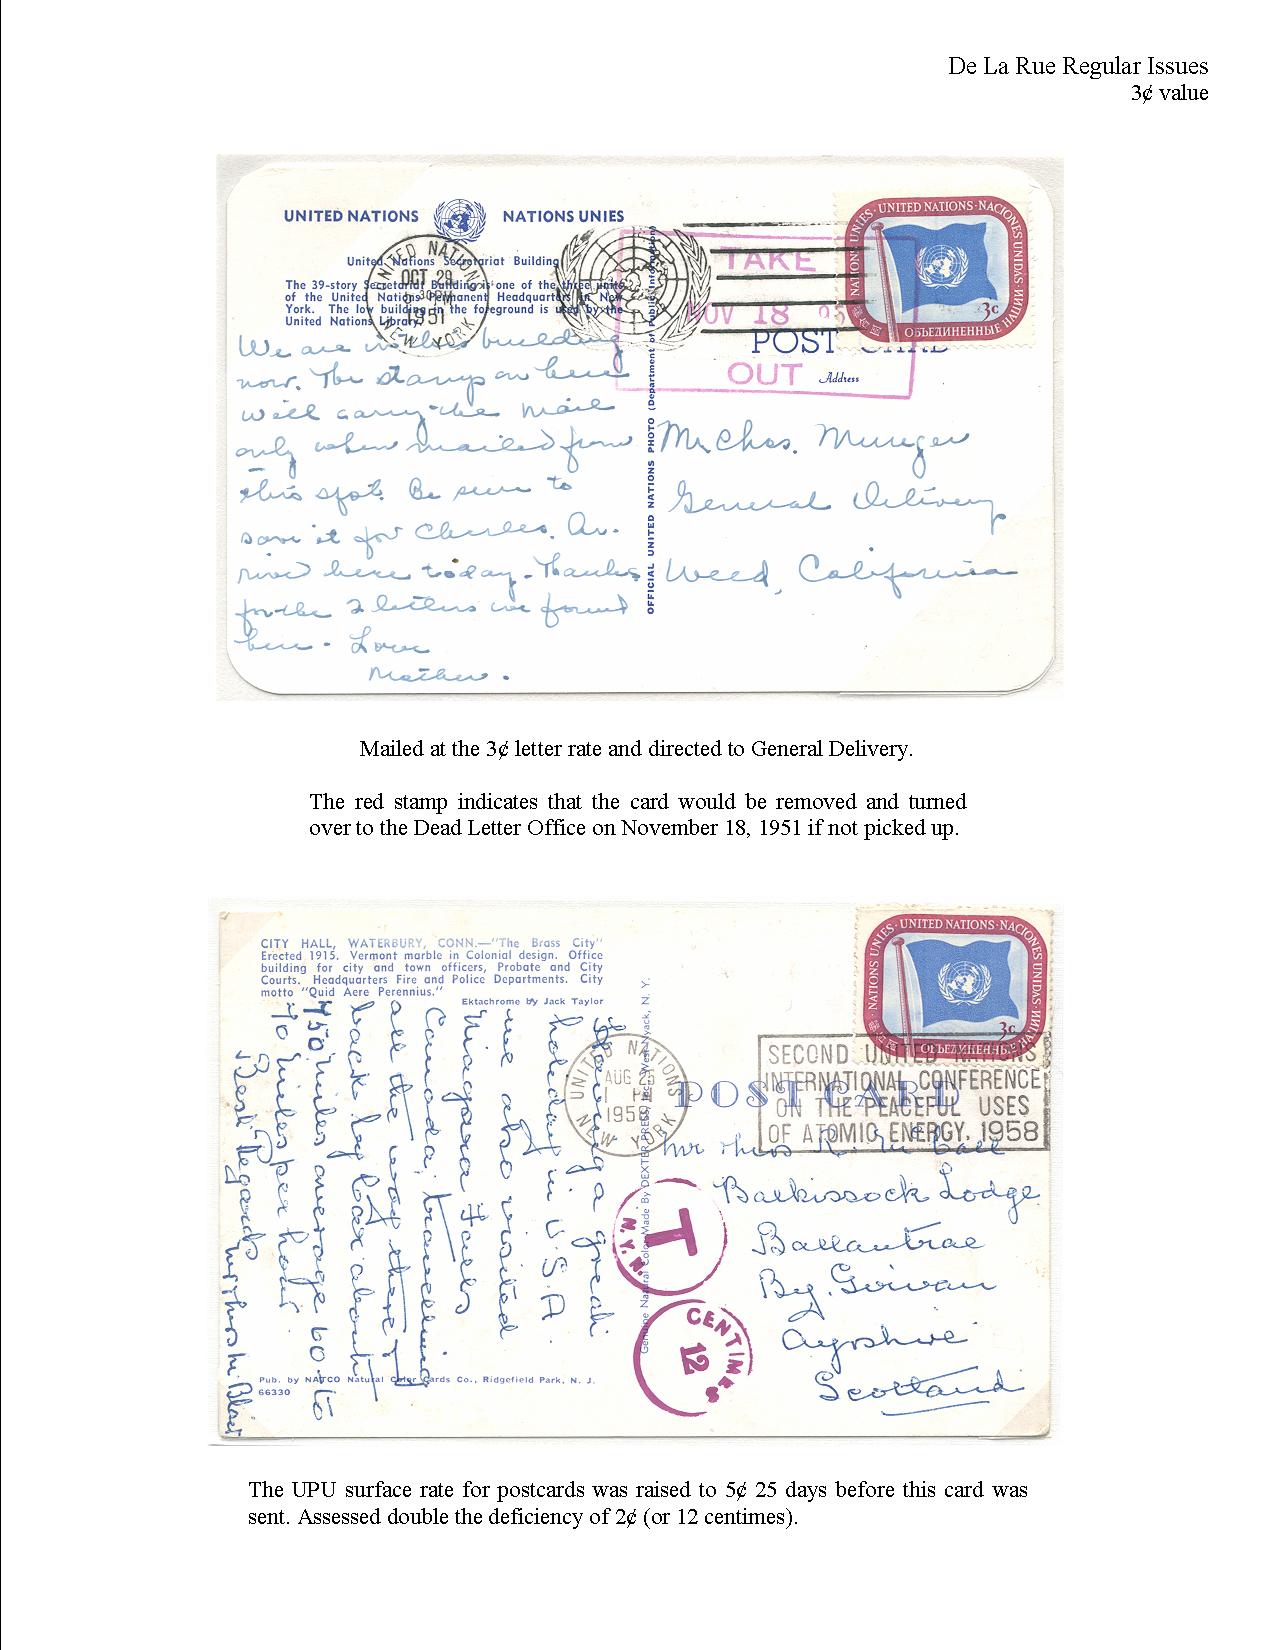 De La Rue Regular Issues
3¢ value
UNITED NATIONS NATIONS UNIES
United Nations Secretariat Building
The 39-story Secretariat Building is one of the three units
of the United Nations Permanent Headquarters in New
York. The low building in the foreground is used by the
United Nations Library.
UNITED NATIONS
OCT 29
30 PM
1951
NEW YORK
TAKE
NOV 18 95
OUT
NATIONS UNIES · UNITED NATIONS · NACIONES UNIDAS · ОБЪЕДИНЕННЫЕ НАЦИИ
3c
POST CARD
Address
OFFICIAL UNITED NATIONS PHOTO (Department of Public Information)
We are in this building
now. The stamp on here
will carry the mail
only when mailed from
this spot. Be sure to
save it for Charles. Ar-
rived here today - Thanks
for the 2 letters we found
here - Love
Mother.
Mr. Chas. Munger
General Delivery
Weed, California
Mailed at the 3¢ letter rate and directed to General Delivery.
The red stamp indicates that the card would be removed and turned
over to the Dead Letter Office on November 18, 1951 if not picked up.
CITY HALL, WATERBURY, CONN.—"The Brass City"
Erected 1915. Vermont marble in Colonial design. Office
building for city and town officers, Probate and City
Courts. Headquarters Fire and Police Departments. City
motto "Quid Aere Perennius."
Ektachrome by Jack Taylor
NATIONS UNIES · UNITED NATIONS · NACIONES UNIDAS · ОБЪЕДИНЕННЫЕ НАЦИИ
3c
UNITED NATIONS
AUG 25
1 PM
1958
NEW YORK
SECOND UNITED NATIONS
INTERNATIONAL CONFERENCE
ON THE PEACEFUL USES
OF ATOMIC ENERGY, 1958
POST CARD
Genuine Natural Color Made By DEXTER PRESS, Inc., West Nyack, N. Y.
Having a great
holiday in U.S.A.
we also visited
Niagara Falls
Canada, travelling
all the way there &
back by car about
450 miles average 60 to
70 miles per hour.
Best Regards
Mr & Mrs Blair
Mr Thos R. McCall
Balkissock Lodge
Ballantrae
By. Girvan
Ayrshire
Scotland
T
N.Y.N.
CENTIMES
12
Pub. by NATCO Natural Color Cards Co., Ridgefield Park, N. J.
66330
The UPU surface rate for postcards was raised to 5¢ 25 days before this card was
sent. Assessed double the deficiency of 2¢ (or 12 centimes).